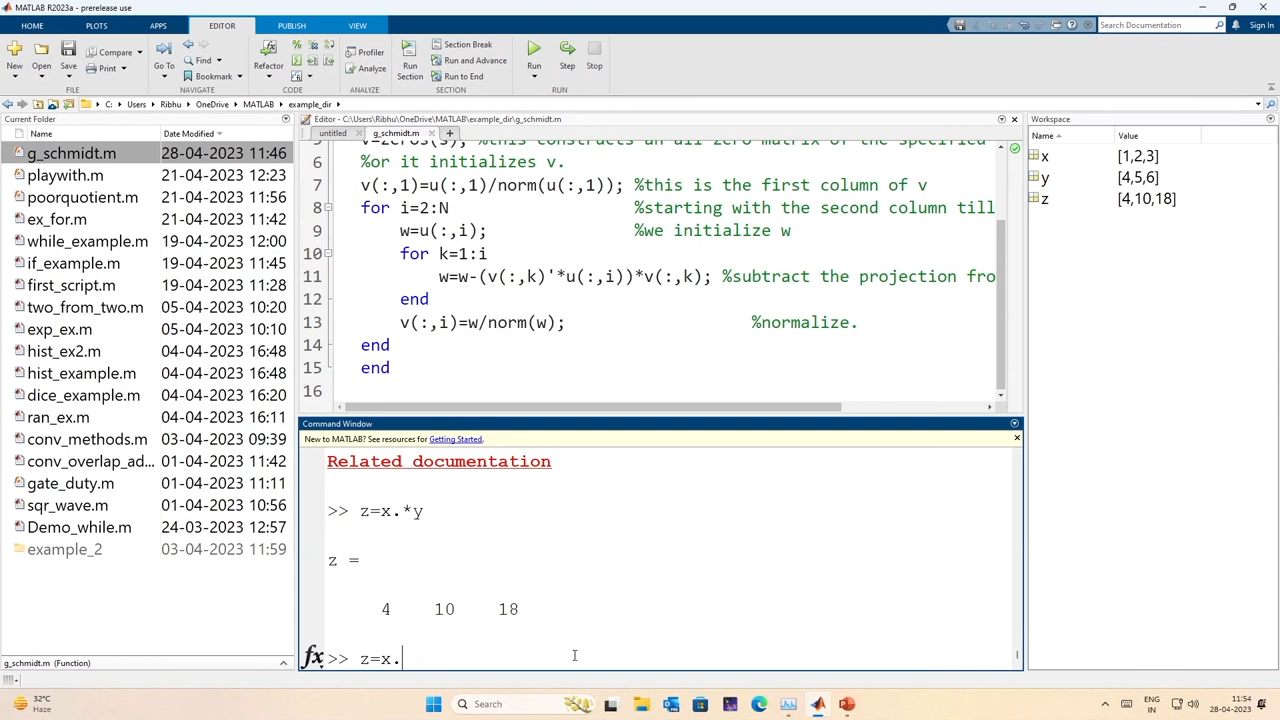 MATLAB R2023a - prerelease use
HOME PLOTS APPS EDITOR PUBLISH VIEW Search Documentation Sign In
New Open Save Compare Print Go To Find Bookmark Refactor Profiler Analyze Run Section Section Break Run and Advance Run to End Run Step Stop
FILE NAVIGATE CODE ANALYZE SECTION RUN
C: Users Ribhu OneDrive MATLAB example_dir
Current Folder
Name Date Modified
g_schmidt.m 28-04-2023 11:46
playwith.m 21-04-2023 12:23
poorquotient.m 21-04-2023 11:56
ex_for.m 21-04-2023 11:42
while_example.m 19-04-2023 12:00
if_example.m 19-04-2023 11:45
first_script.m 19-04-2023 11:28
two_from_two.m 05-04-2023 10:20
exp_ex.m 05-04-2023 10:10
hist_ex2.m 04-04-2023 16:48
hist_example.m 04-04-2023 16:48
dice_example.m 04-04-2023 16:20
ran_ex.m 04-04-2023 16:11
conv_methods.m 03-04-2023 09:39
conv_overlap_ad... 01-04-2023 11:42
gate_duty.m 01-04-2023 11:11
sqr_wave.m 01-04-2023 10:56
Demo_while.m 24-03-2023 12:57
example_2 03-04-2023 11:59
g_schmidt.m (Function)
Editor - C:\Users\Ribhu\OneDrive\MATLAB\example_dir\g_schmidt.m
untitled g_schmidt.m
5 v=zeros(s); %this constructs an all zero matrix of the specified
6 %or it initializes v.
7 v(:,1)=u(:,1)/norm(u(:,1)); %this is the first column of v
8 for i=2:N %starting with the second column till
9 w=u(:,i); %we initialize w
10 for k=1:i
11 w=w-(v(:,k)'*u(:,i))*v(:,k); %subtract the projection fro
12 end
13 v(:,i)=w/norm(w); %normalize.
14 end
15 end
16
Command Window
New to MATLAB? See resources for Getting Started.
Related documentation
>> z=x.*y
z =
4 10 18
fx >> z=x.
Workspace
Name Value
x [1,2,3]
y [4,5,6]
z [4,10,18]
32°C
Haze
Search
ENG
IN
11:54
28-04-2023